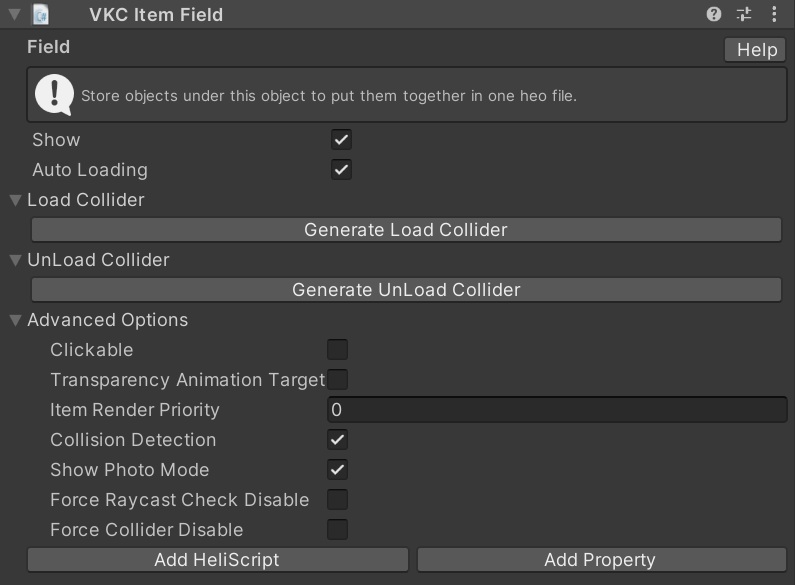 VKC Item Field
Field
Help
Store objects under this object to put them together in one heo file.
Show
Auto Loading
Load Collider
Generate Load Collider
UnLoad Collider
Generate UnLoad Collider
Advanced Options
Clickable
Transparency Animation Target
Item Render Priority 0
Collision Detection
Show Photo Mode
Force Raycast Check Disable
Force Collider Disable
Add HeliScript Add Property